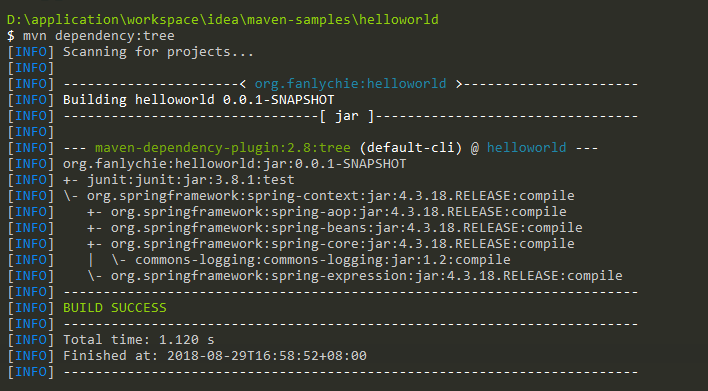 D:\application\workspace\idea\maven-samples\helloworld
$ mvn dependency:tree
[INFO] Scanning for projects...
[INFO]
[INFO] ----------------------< org.fanlychie:helloworld >----------------------
[INFO] Building helloworld 0.0.1-SNAPSHOT
[INFO] --------------------------------[ jar ]---------------------------------
[INFO]
[INFO] --- maven-dependency-plugin:2.8:tree (default-cli) @ helloworld ---
[INFO] org.fanlychie:helloworld:jar:0.0.1-SNAPSHOT
[INFO] +- junit:junit:jar:3.8.1:test
[INFO] \- org.springframework:spring-context:jar:4.3.18.RELEASE:compile
[INFO]    +- org.springframework:spring-aop:jar:4.3.18.RELEASE:compile
[INFO]    +- org.springframework:spring-beans:jar:4.3.18.RELEASE:compile
[INFO]    +- org.springframework:spring-core:jar:4.3.18.RELEASE:compile
[INFO]    |  \- commons-logging:commons-logging:jar:1.2:compile
[INFO]    \- org.springframework:spring-expression:jar:4.3.18.RELEASE:compile
[INFO] ------------------------------------------------------------------------
[INFO] BUILD SUCCESS
[INFO] ------------------------------------------------------------------------
[INFO] Total time: 1.120 s
[INFO] Finished at: 2018-08-29T16:58:52+08:00
[INFO] ------------------------------------------------------------------------